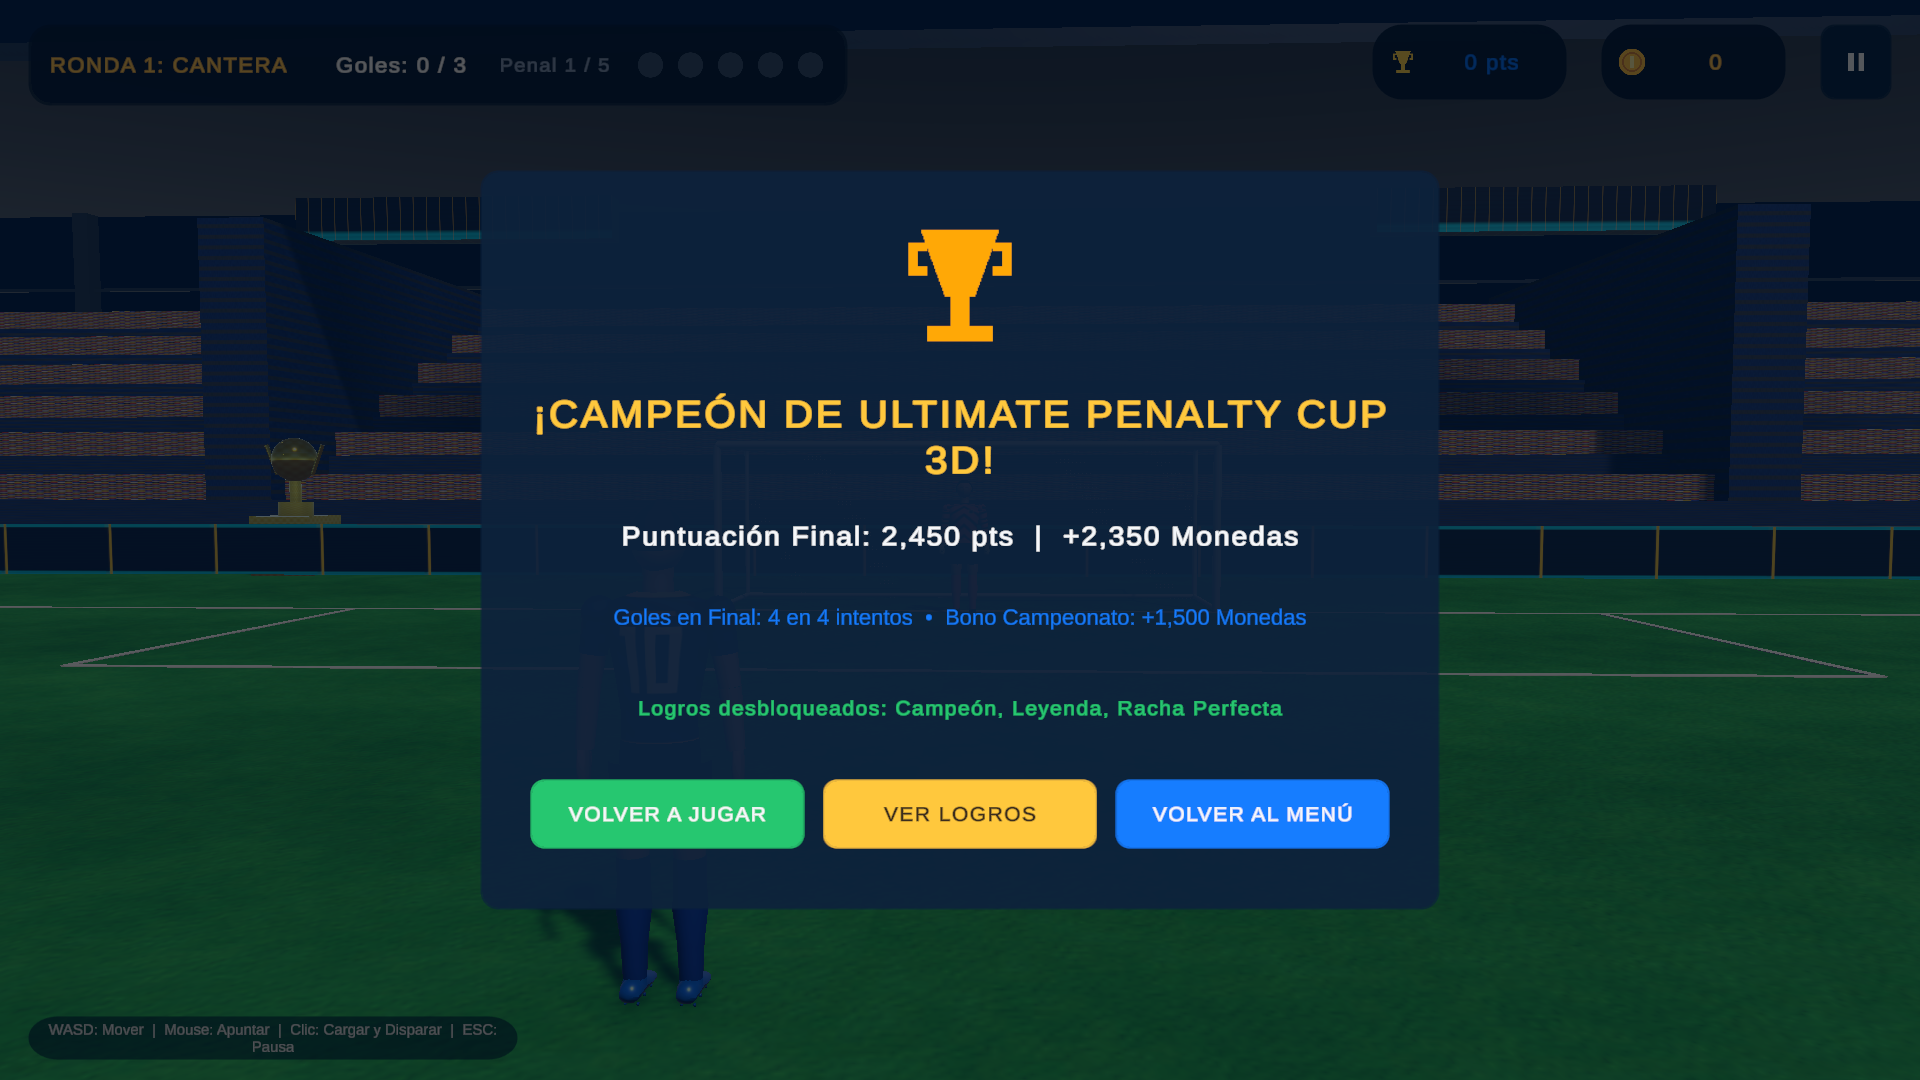 RONDA 1: CANTERA Goles: 0 / 3 Penal 1 / 5
0 pts
0
¡CAMPEÓN DE ULTIMATE PENALTY CUP
3D!
Puntuación Final: 2,450 pts | +2,350 Monedas
Goles en Final: 4 en 4 intentos • Bono Campeonato: +1,500 Monedas
10
Logros desbloqueados: Campeón, Leyenda, Racha Perfecta
VOLVER A JUGAR
VER LOGROS
VOLVER AL MENÚ
WASD: Mover | Mouse: Apuntar | Clic: Cargar y Disparar | ESC:
Pausa